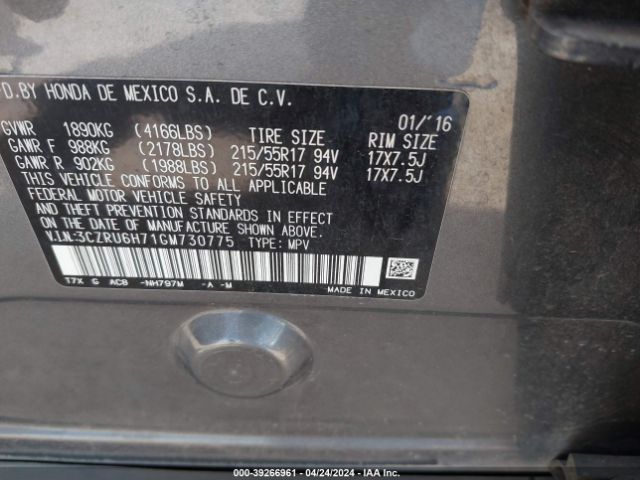 FD.BY HONDA DE MEXICO S.A. DE C.V.
01/'16
GVWR 1890KG (4166LBS) TIRE SIZE RIM SIZE
GAWR F 988KG (2178LBS) 215/55R17 94V 17X7.5J
GAWR R 902KG (1988LBS) 215/55R17 94V 17X7.5J
THIS VEHICLE CONFORMS TO ALL APPLICABLE
FEDERAL MOTOR VEHICLE SAFETY
AND THEFT PREVENTION STANDARDS IN EFFECT
ON THE DATE OF MANUFACTURE SHOWN ABOVE.
V.I.N:3CZRU6H71GM730775 TYPE: MPV
17X G AC8 -NH797M -A -M
MADE IN MEXICO
000-39266961 - 04/24/2024 - IAA Inc.